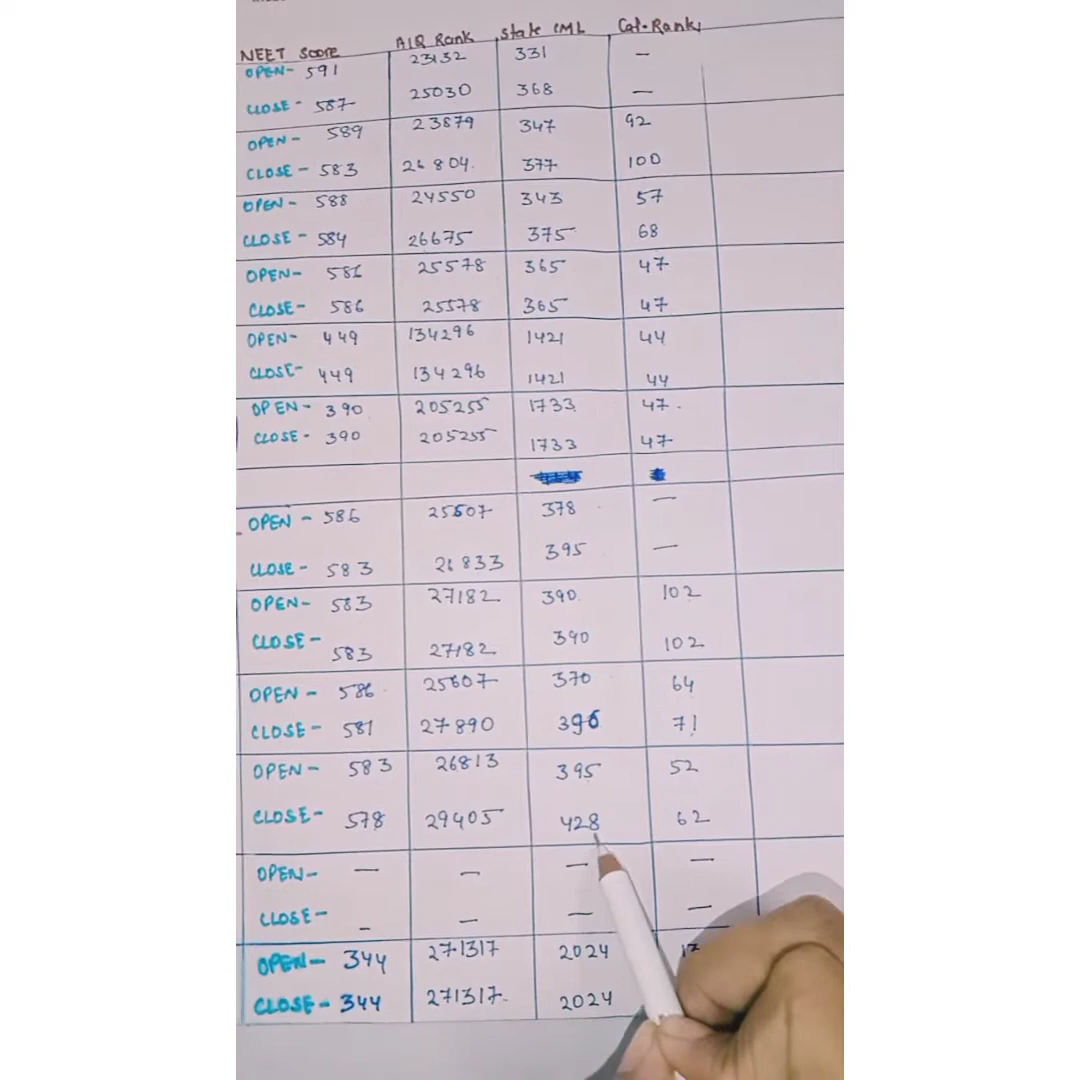 NEET Score AIQ Rank State CML Cat. Rank
OPEN- 591 23132 331 —
CLOSE- 587 25030 368 —
OPEN- 589 23879 347 92
CLOSE- 583 26804. 377 100
OPEN- 588 24550 343 57
CLOSE- 584 26675 375 68
OPEN- 25578 365 47
CLOSE- 586 25578 365 47
OPEN- 449 134296 1421 44
CLOSE- 449 134296 1421 44
OPEN- 390 205255 1733 47.
CLOSE- 390 205255 1733 47
OPEN- 586 25607 378 —
CLOSE- 583 26833 395 —
OPEN- 583 27182 390 102
CLOSE- 583 27182 390 102
OPEN- 586 25607 370 64
CLOSE- 581 27890 396 71
OPEN- 583 26813 395 52
CLOSE- 578 29405 428 62
OPEN- — — — —
CLOSE- — — — —
OPEN- 344 271317 2024
CLOSE- 344 271317. 2024